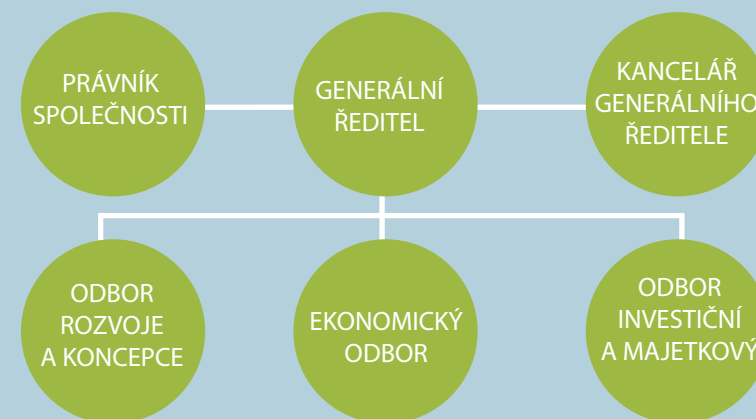 PRÁVNÍK
SPOLEČNOSTI
GENERÁLNÍ
ŘEDITEL
KANCELÁŘ
GENERÁLNÍHO
ŘEDITELE
ODBOR
ROZVOJE
A KONCEPCE
EKONOMICKÝ
ODBOR
ODBOR
INVESTIČNÍ
A MAJETKOVÝ